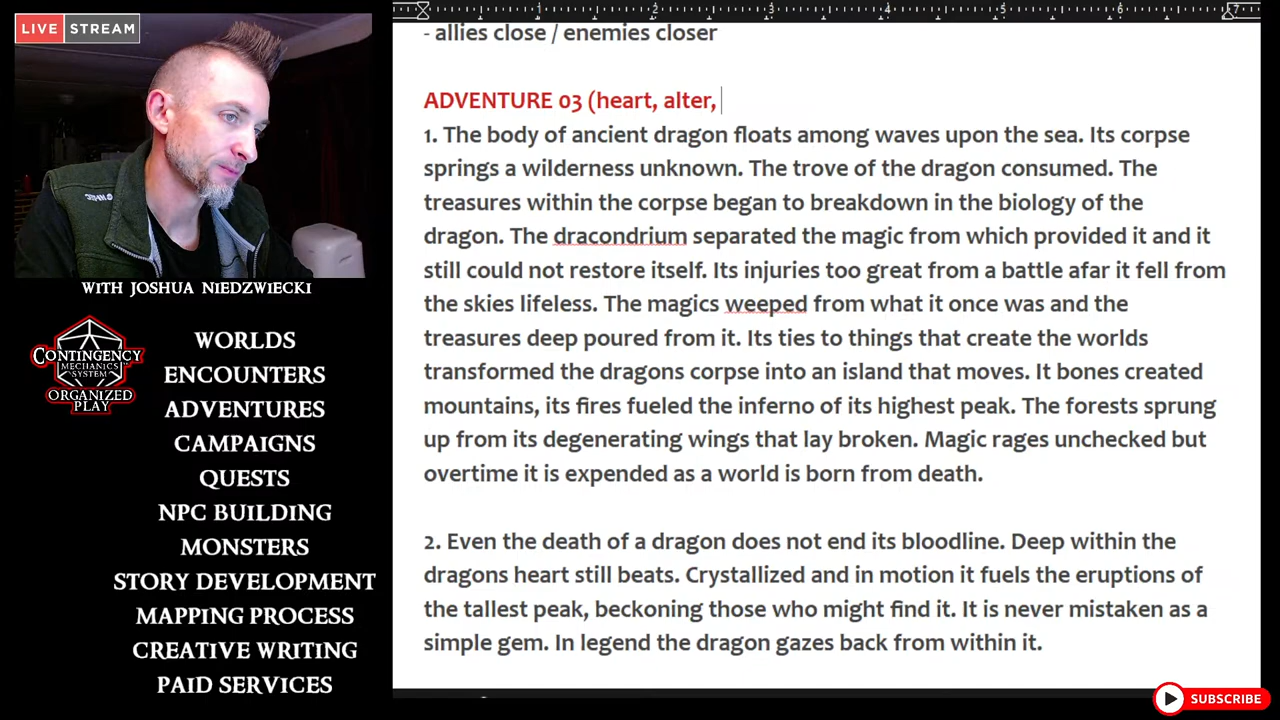 LIVE STREAM
WITH JOSHUA NIEDZWIECKI
CONTINGENCY
MECHANICS
SYSTEM
ORGANIZED
PLAY
WORLDS
ENCOUNTERS
ADVENTURES
CAMPAIGNS
QUESTS
NPC BUILDING
MONSTERS
STORY DEVELOPMENT
MAPPING PROCESS
CREATIVE WRITING
PAID SERVICES
1 2 3 4 5 6 7
- allies close / enemies closer
ADVENTURE 03 (heart, alter,
1. The body of ancient dragon floats among waves upon the sea. Its corpse
springs a wilderness unknown. The trove of the dragon consumed. The
treasures within the corpse began to breakdown in the biology of the
dragon. The dracondrium separated the magic from which provided it and it
still could not restore itself. Its injuries too great from a battle afar it fell from
the skies lifeless. The magics weeped from what it once was and the
treasures deep poured from it. Its ties to things that create the worlds
transformed the dragons corpse into an island that moves. It bones created
mountains, its fires fueled the inferno of its highest peak. The forests sprung
up from its degenerating wings that lay broken. Magic rages unchecked but
overtime it is expended as a world is born from death.
2. Even the death of a dragon does not end its bloodline. Deep within the
dragons heart still beats. Crystallized and in motion it fuels the eruptions of
the tallest peak, beckoning those who might find it. It is never mistaken as a
simple gem. In legend the dragon gazes back from within it.
SUBSCRIBE